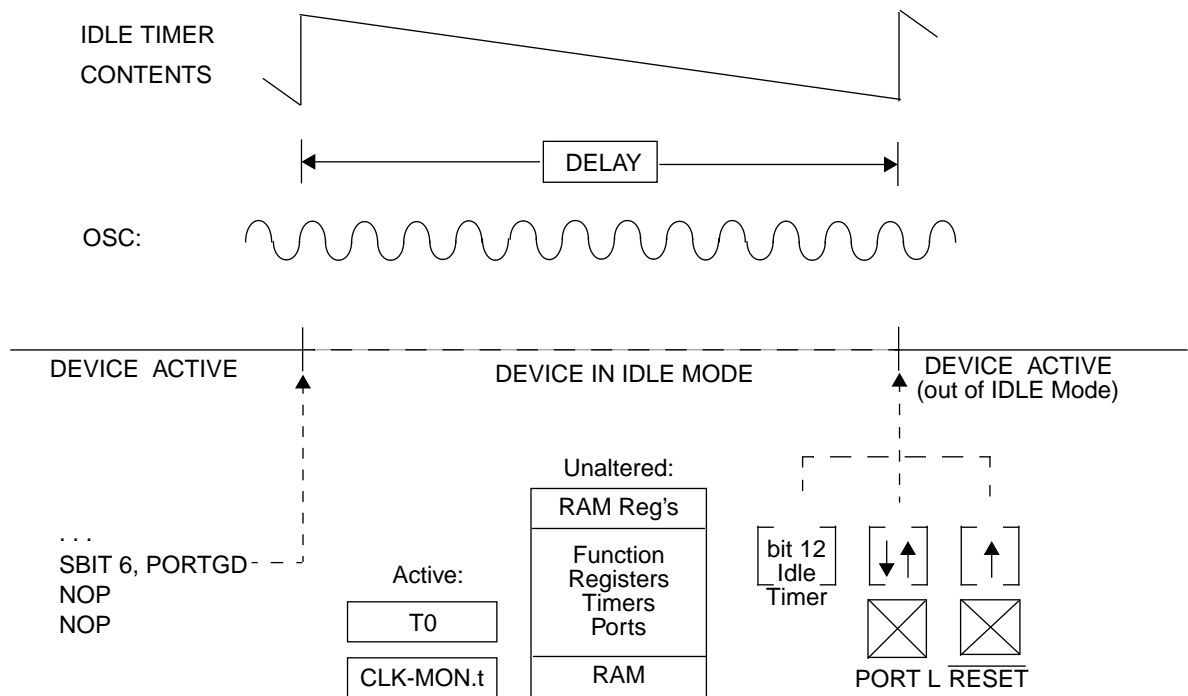 IDLE TIMER
CONTENTS
DELAY
OSC:
DEVICE ACTIVE
DEVICE IN IDLE MODE
DEVICE ACTIVE
(out of IDLE Mode)
. . .
SBIT 6, PORTGD
NOP
NOP
Active:
T0
CLK-MON.t
Unaltered:
RAM Reg's
Function
Registers
Timers
Ports
RAM
bit 12
Idle
Timer
PORT L
RESET